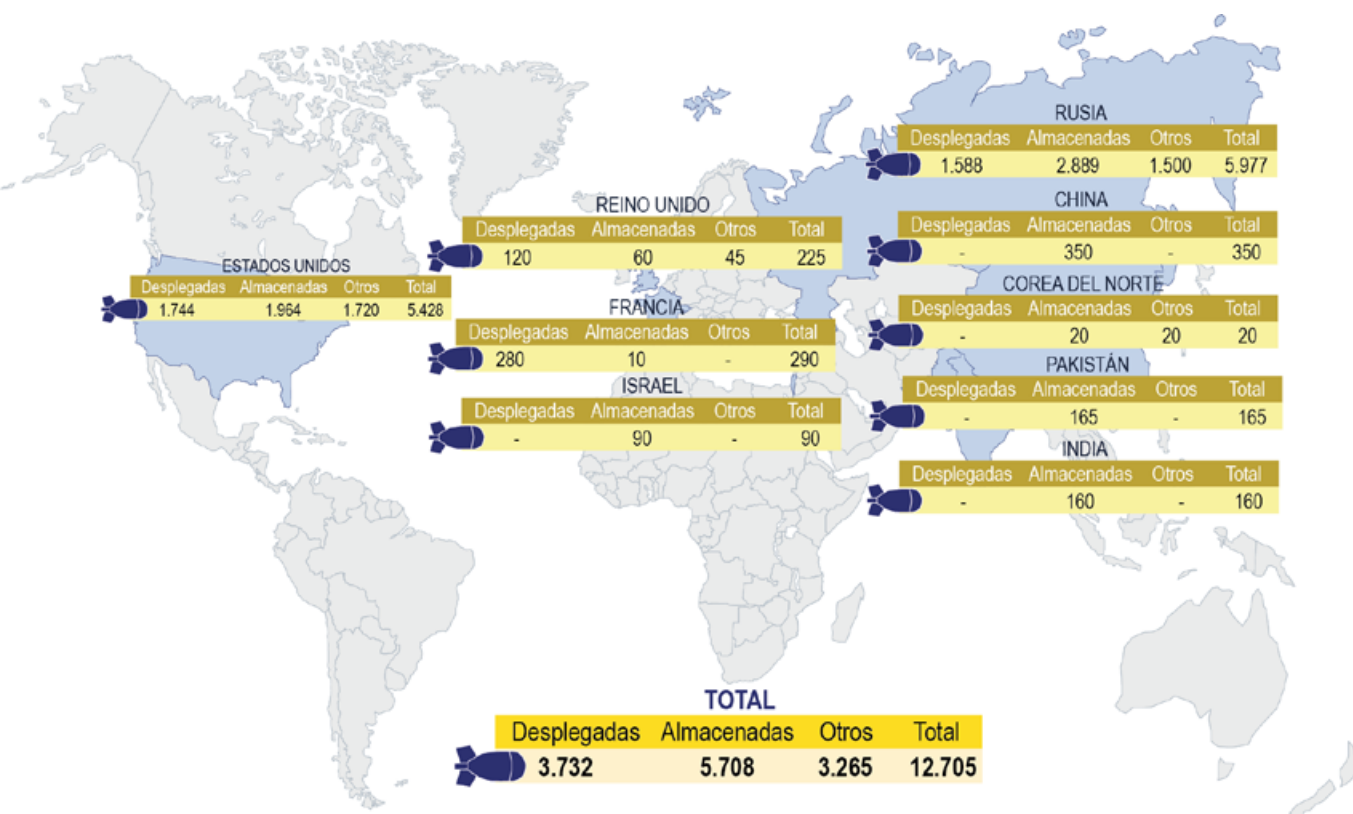 RUSIA
Desplegadas Almacenadas Otros Total
1.588 2.889 1.500 5.977
CHINA
Desplegadas Almacenadas Otros Total
- 350 - 350
COREA DEL NORTE
Desplegadas Almacenadas Otros Total
- 20 20 20
PAKISTÁN
Desplegadas Almacenadas Otros Total
- 165 - 165
INDIA
Desplegadas Almacenadas Otros Total
- 160 - 160
REINO UNIDO
Desplegadas Almacenadas Otros Total
120 60 45 225
FRANCIA
Desplegadas Almacenadas Otros Total
280 10 - 290
ISRAEL
Desplegadas Almacenadas Otros Total
- 90 - 90
ESTADOS UNIDOS
Desplegadas Almacenadas Otros Total
1.744 1.964 1.720 5.428
TOTAL
Desplegadas Almacenadas Otros Total
3.732 5.708 3.265 12.705